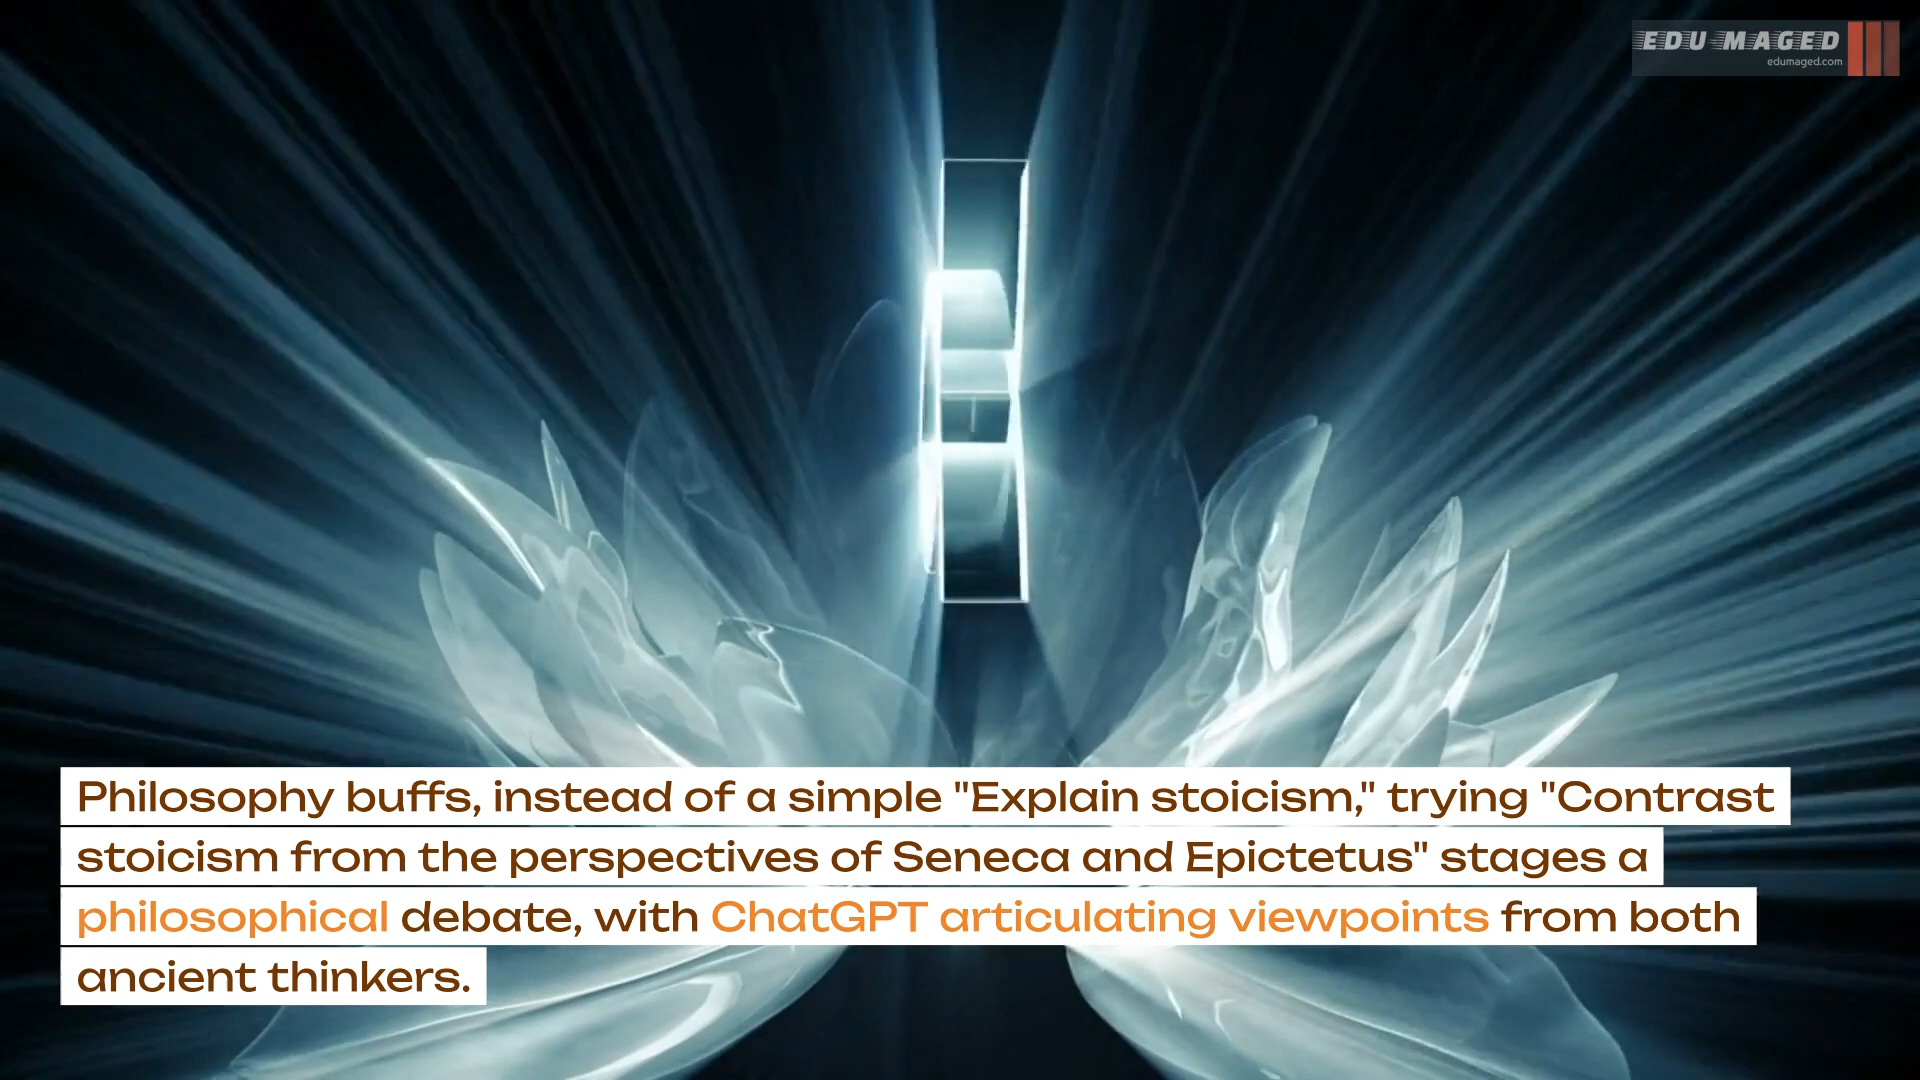 EDU MAGED
edumaged.com
Philosophy buffs, instead of a simple "Explain stoicism," trying "Contrast
stoicism from the perspectives of Seneca and Epictetus" stages a
philosophical debate, with ChatGPT articulating viewpoints from both
ancient thinkers.